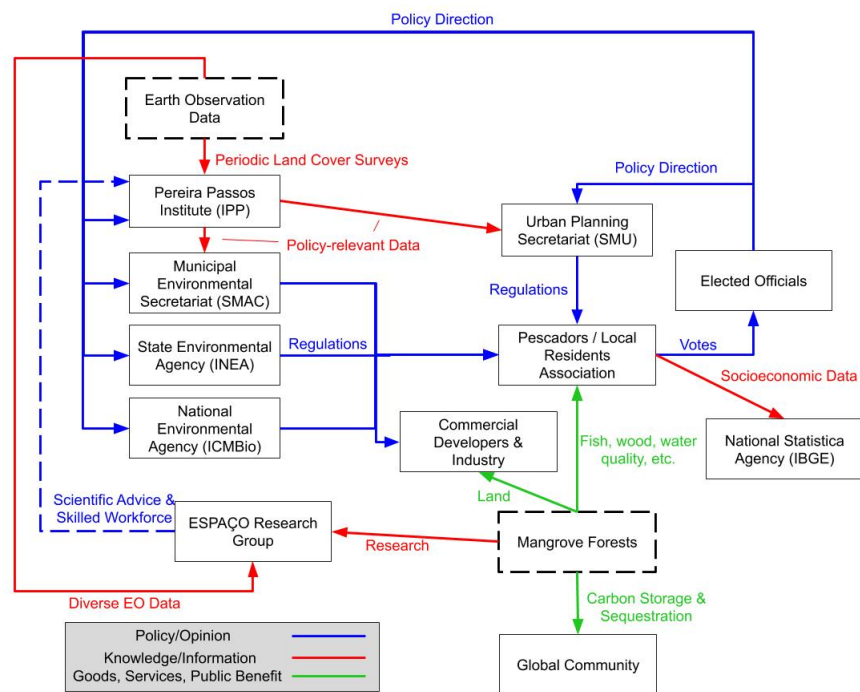 Policy Direction
Earth Observation
Data
Periodic Land Cover Surveys
Policy Direction
Pereira Passos
Institute (IPP)
Urban Planning
Secretariat (SMU)
Policy-relevant Data
Municipal
Environmental
Secretariat (SMAC)
Regulations
Elected Officials
State Environmental
Agency (INEA)
Regulations
Pescadors / Local
Residents
Association
Votes
Socioeconomic Data
National
Environmental
Agency (ICMBio)
Commercial
Developers &
Industry
Fish, wood, water
quality, etc.
National Statistica
Agency (IBGE)
Scientific Advice &
Skilled Workforce
Land
ESPAÇO Research
Group
Research
Mangrove Forests
Diverse EO Data
Carbon Storage &
Sequestration
Policy/Opinion
Knowledge/Information
Goods, Services, Public Benefit
Global Community